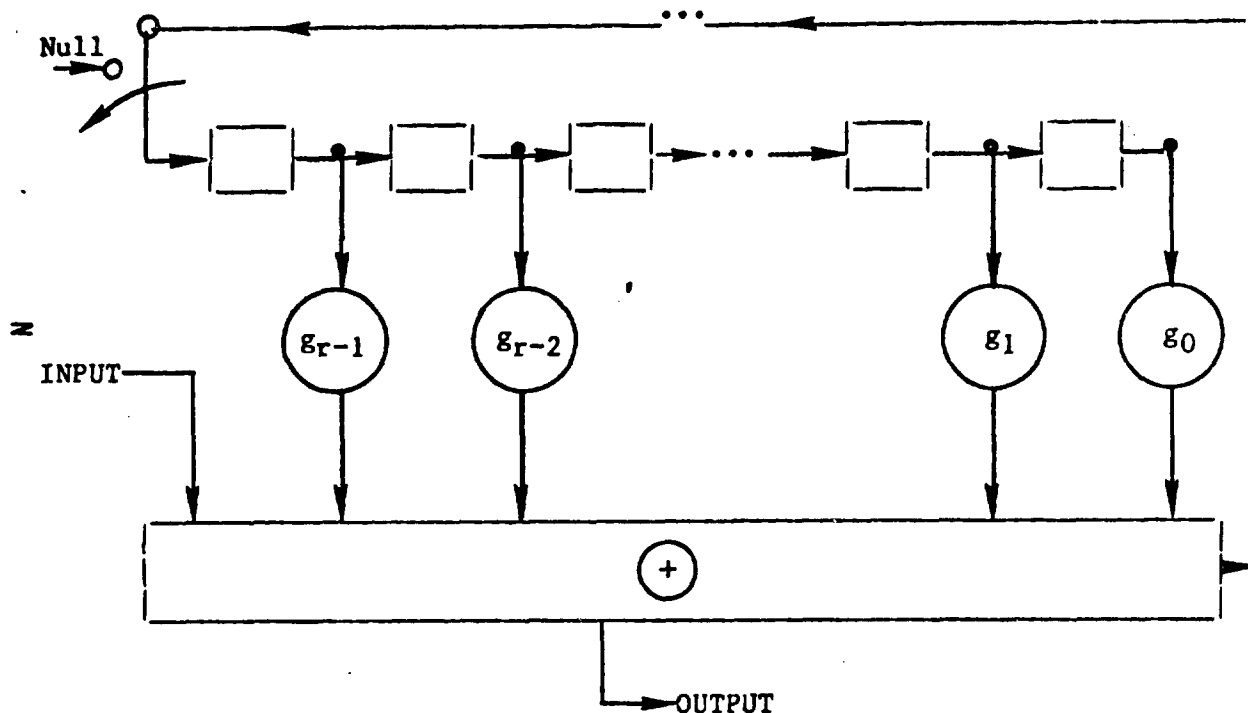 ...
Null
...
g_{r-1} g_{r-2} g_1 g_0
N
INPUT
+
OUTPUT